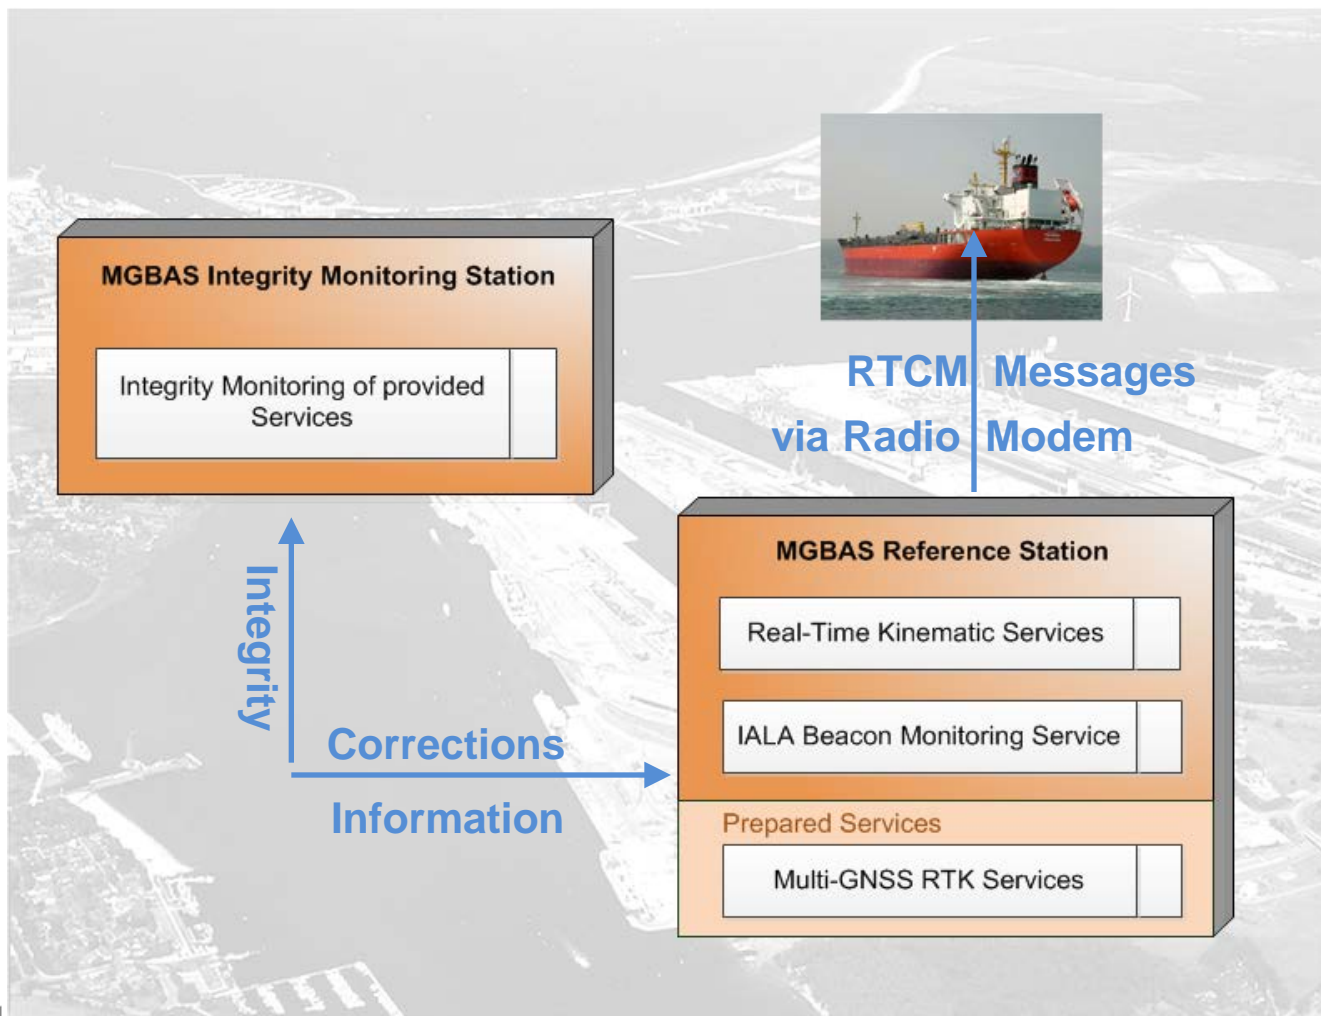 MGBAS Integrity Monitoring Station
Integrity Monitoring of provided
Services
RTCM Messages
via Radio Modem
MGBAS Reference Station
Real-Time Kinematic Services
IALA Beacon Monitoring Service
Prepared Services
Multi-GNSS RTK Services
Integrity
Corrections
Information